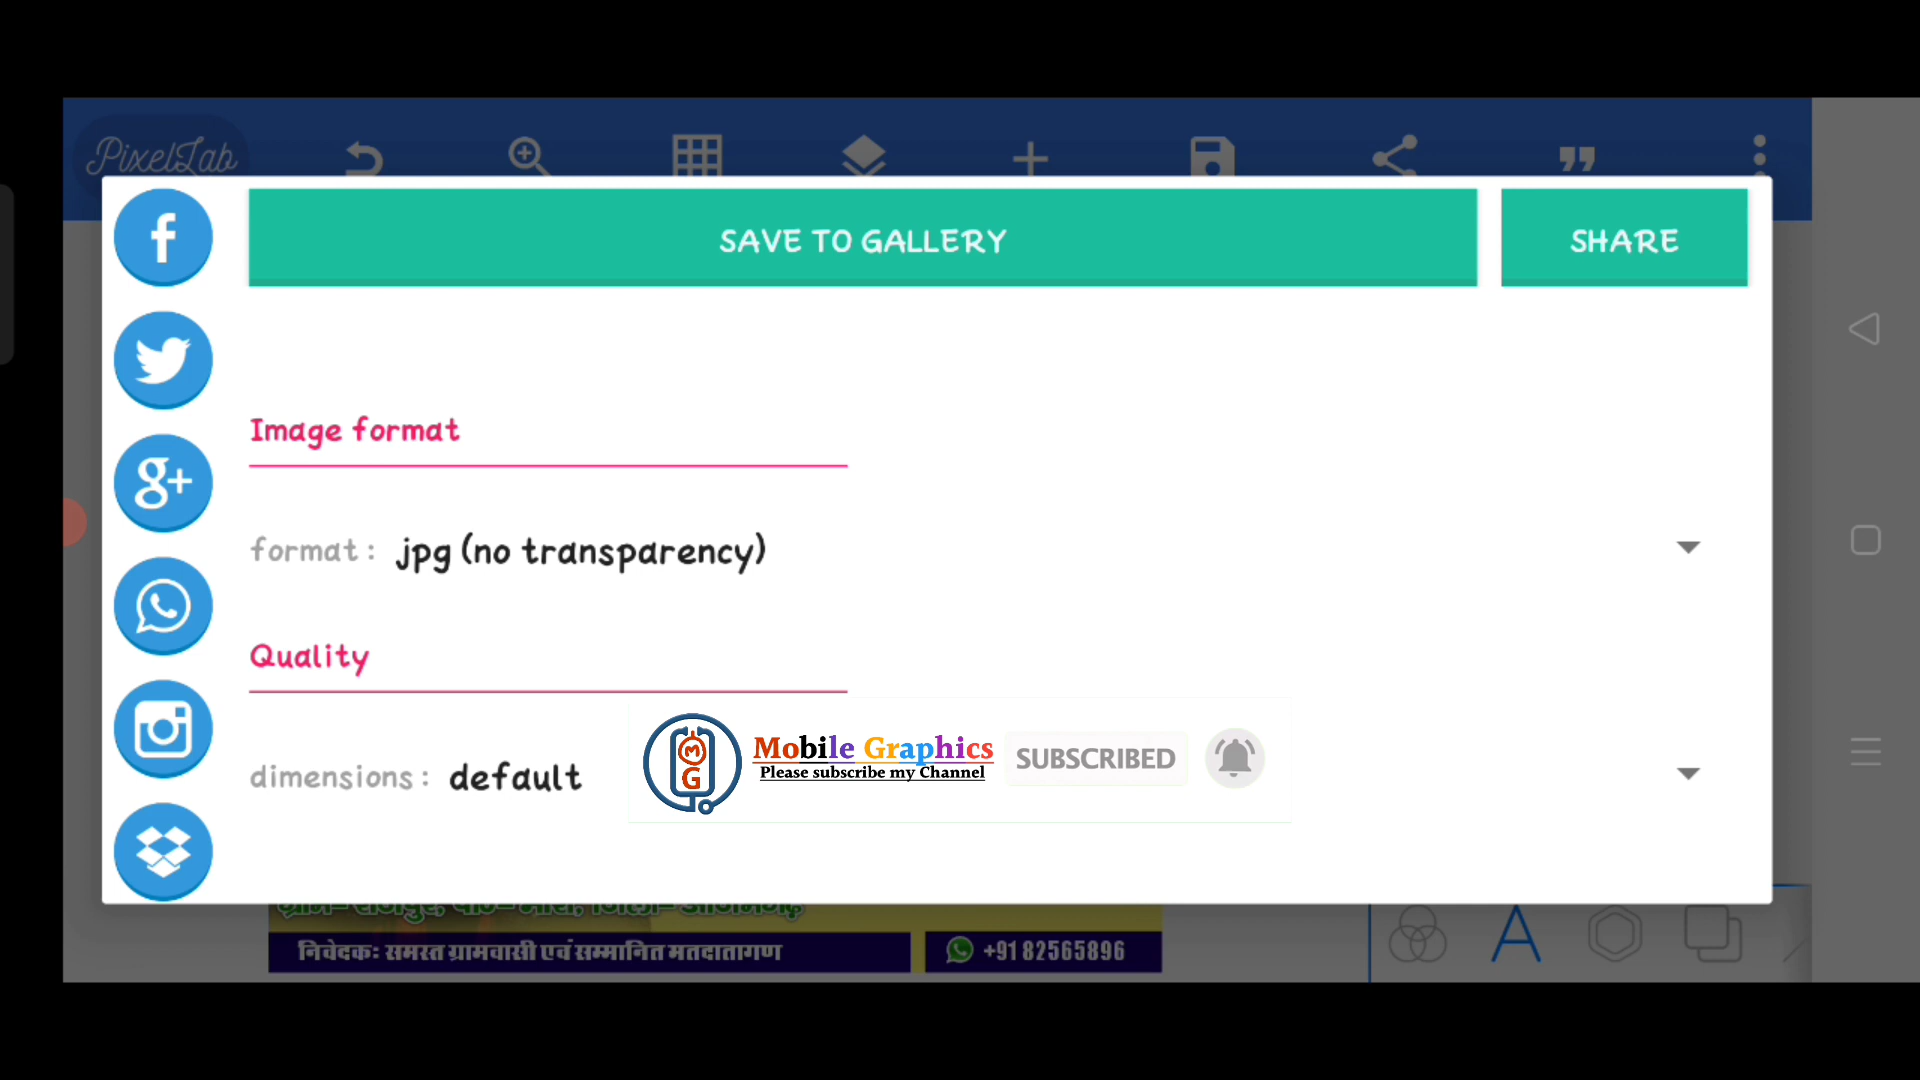 PixelLab
SAVE TO GALLERY
SHARE
Image format
format : jpg (no transparency)
Quality
dimensions : default
MG
Mobile Graphics
Please subscribe my Channel
SUBSCRIBED
निवेदकः समस्त ग्रामवासी एवं सम्मानित मतदातागण
+91 82565896